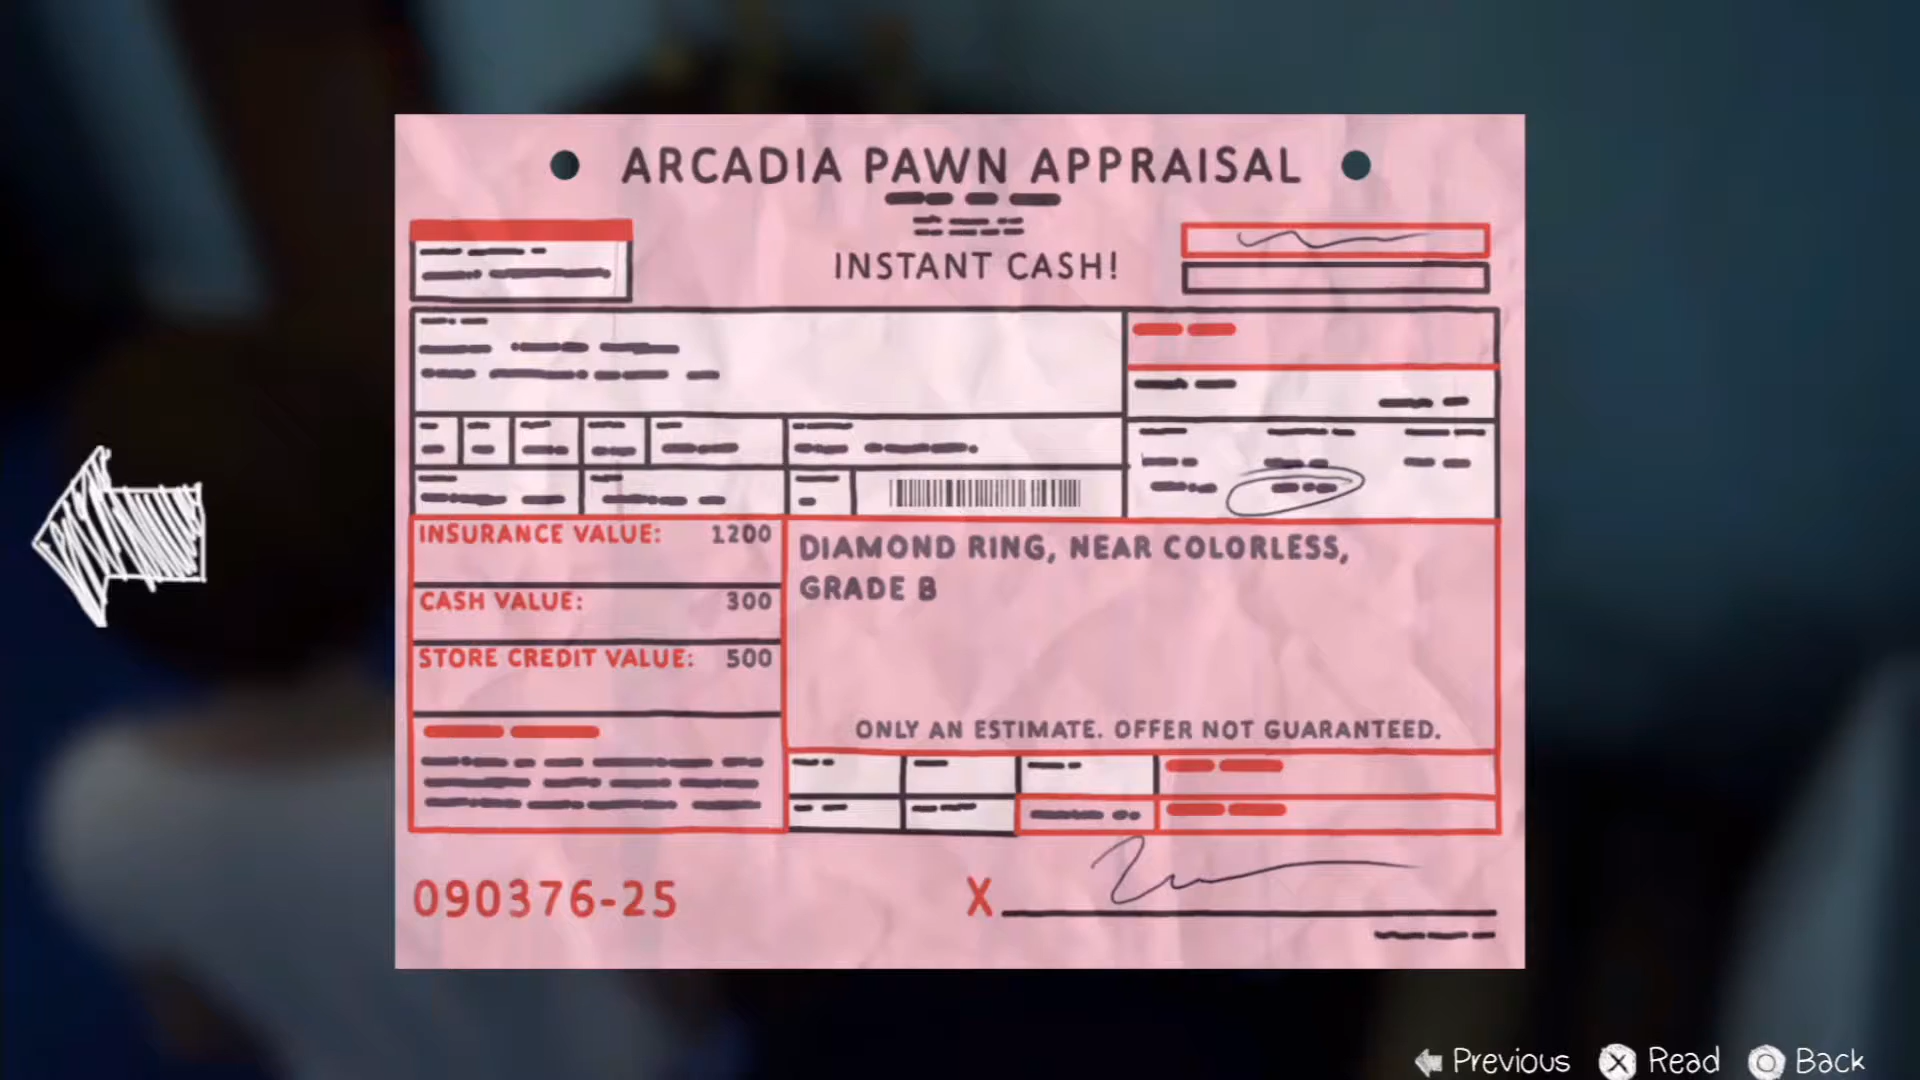 ARCADIA PAWN APPRAISAL
INSTANT CASH!
INSURANCE VALUE: 1200
CASH VALUE: 300
STORE CREDIT VALUE: 500
DIAMOND RING, NEAR COLORLESS,
GRADE B
ONLY AN ESTIMATE. OFFER NOT GUARANTEED.
090376-25
X
Previous
Read
Back